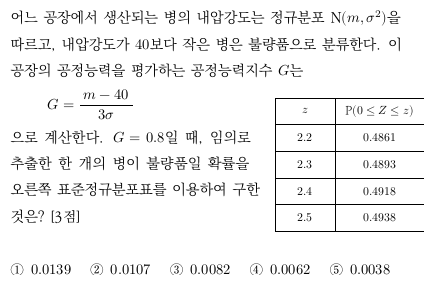 어느 공장에서 생산되는 병의 내압강도는 정규분포 N(m, σ²)을
따르고, 내압강도가 40보다 작은 병은 불량품으로 분류한다. 이
공장의 공정능력을 평가하는 공정능력지수 G는
G = (m − 40) / 3σ
으로 계산한다. G = 0.8일 때, 임의로
추출한 한 개의 병이 불량품일 확률을
오른쪽 표준정규분포표를 이용하여 구한
것은? [3점]
z P(0 ≤ Z ≤ z)
2.2 0.4861
2.3 0.4893
2.4 0.4918
2.5 0.4938
① 0.0139 ② 0.0107 ③ 0.0082 ④ 0.0062 ⑤ 0.0038